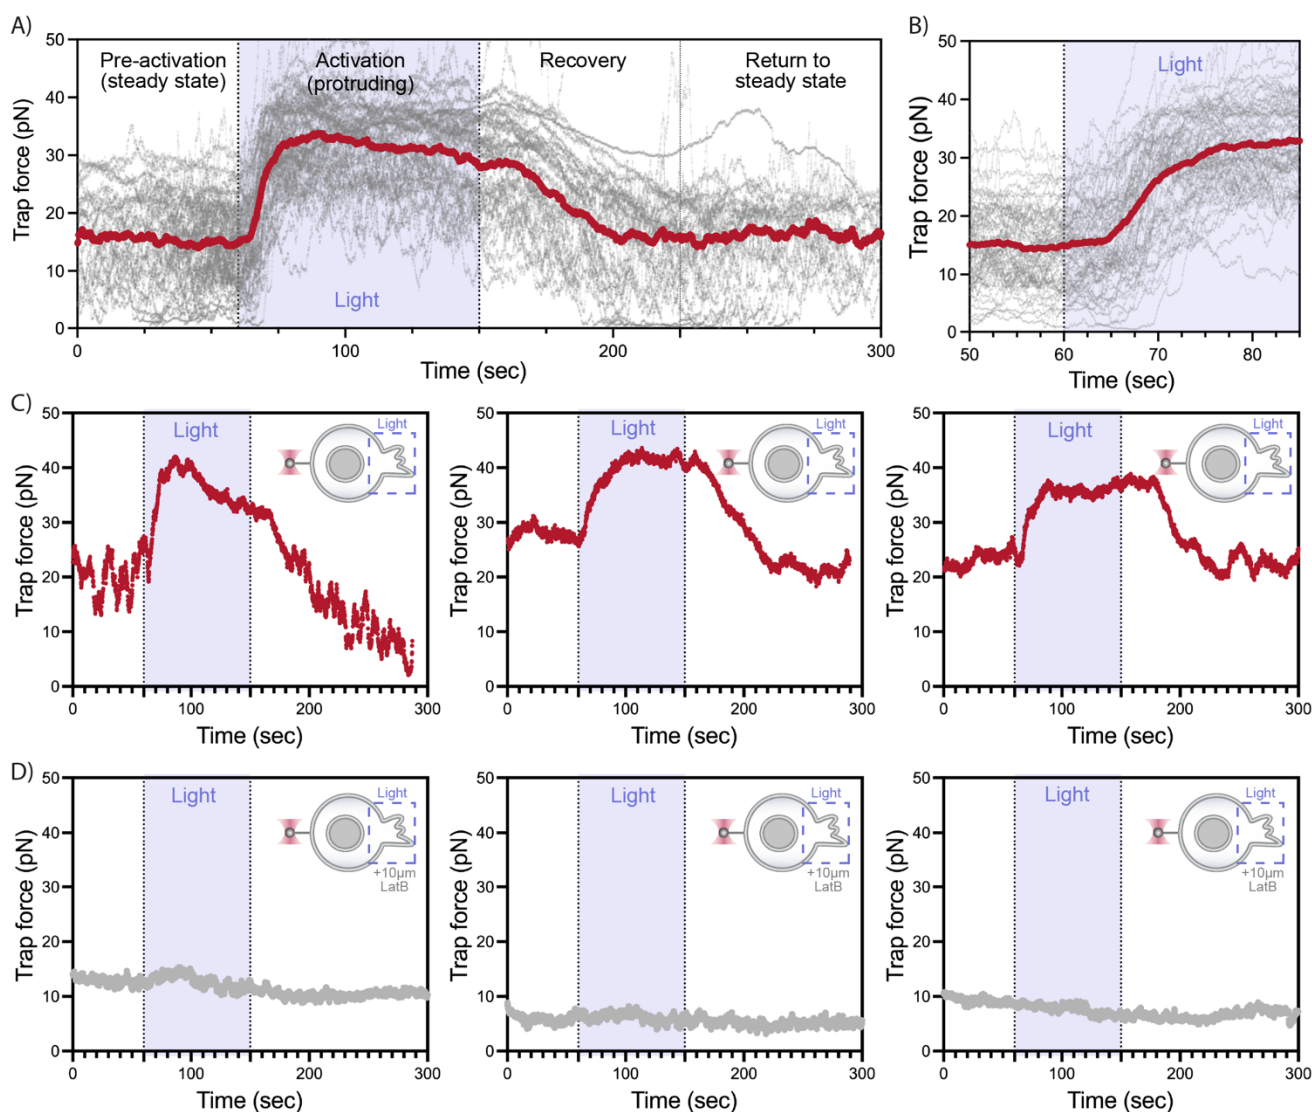 A)
Pre-activation
(steady state)
Activation
(protruding)
Recovery
Return to
steady state
Light
Trap force (pN)
50
40
30
20
10
0
0
100
200
300
Time (sec)
B)
Light
Trap force (pN)
50
40
30
20
10
0
50
60
70
80
Time (sec)
C)
Light
Light
Trap force (pN)
50
40
30
20
10
0
0
100
200
300
Time (sec)
Light
Light
Trap force (pN)
50
40
30
20
10
0
0
100
200
300
Time (sec)
Light
Light
Trap force (pN)
50
40
30
20
10
0
0
100
200
300
Time (sec)
D)
Light
Light
+10μm
LatB
Trap force (pN)
50
40
30
20
10
0
0
100
200
300
Time (sec)
Light
Light
+10μm
LatB
Trap force (pN)
50
40
30
20
10
0
0
100
200
300
Time (sec)
Light
Light
+10μm
LatB
Trap force (pN)
50
40
30
20
10
0
0
100
200
300
Time (sec)